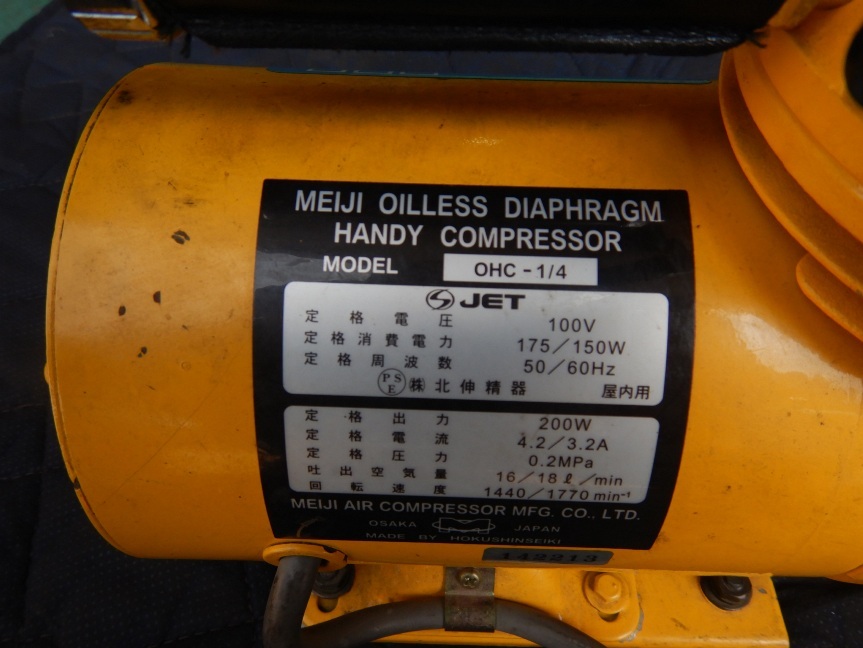 MEIJI OILLESS DIAPHRAGM
HANDY COMPRESSOR
MODEL OHC-1/4
JET
定格電圧 100V
定格消費電力 175/150W
定格周波数 50/60Hz
PSE ㈱北伸精器 屋内用
定格出力 200W
定格電流 4.2/3.2A
定格圧力 0.2MPa
吐出空気量 16/18ℓ/min
回転速度 1440/1770min⁻¹
MEIJI AIR COMPRESSOR MFG. CO., LTD.
OSAKA JAPAN
MADE BY HOKUSHINSEIKI
142213